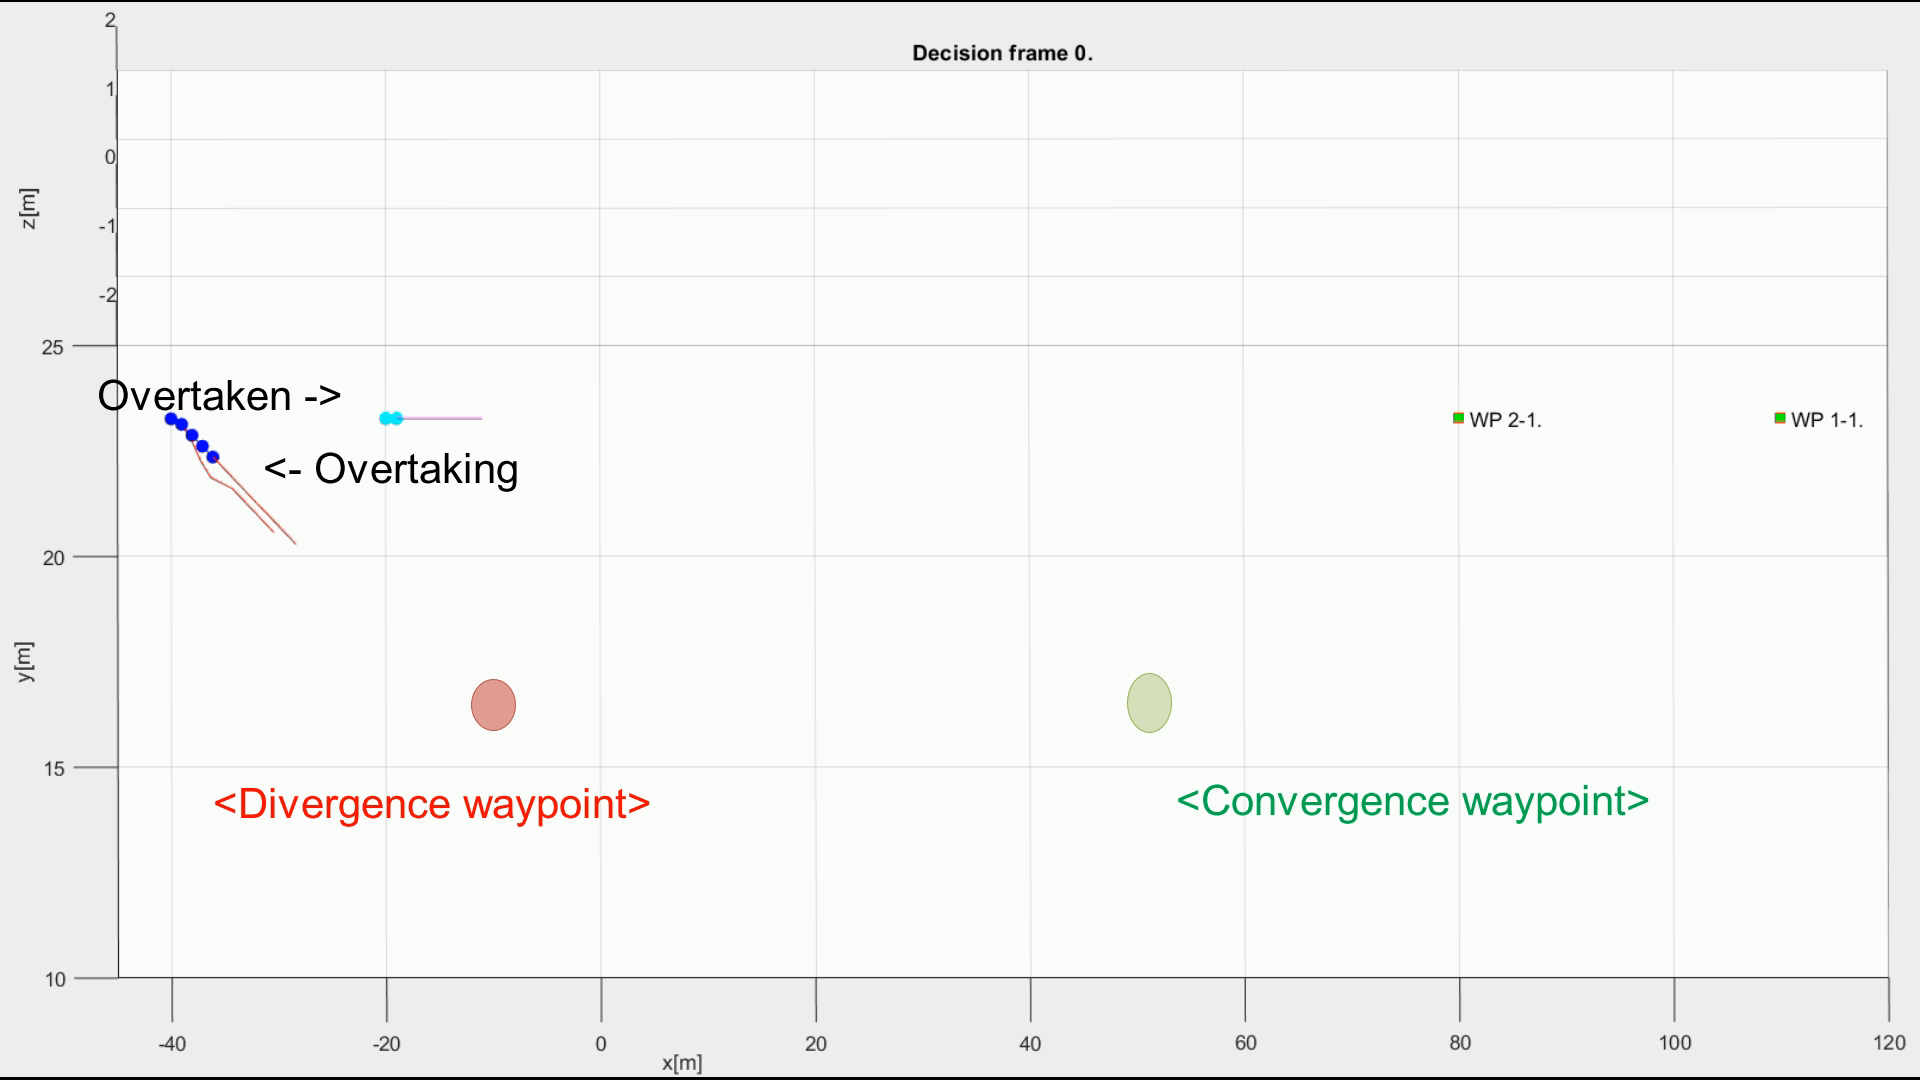 Decision frame 0.
2
1
0
-1
-2
z[m]
25
20
15
10
y[m]
Overtaken ->
<- Overtaking
WP 2-1.
WP 1-1.
<Divergence waypoint>
<Convergence waypoint>
-40 -20 0 20 40 60 80 100 120
x[m]